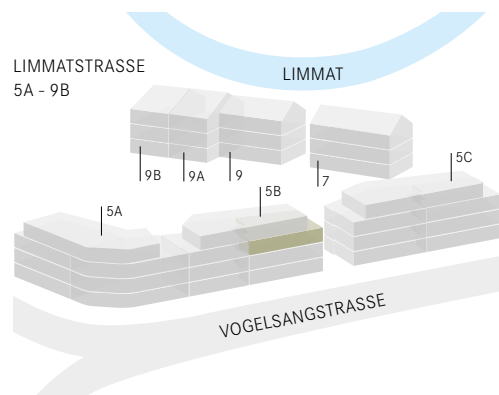 LIMMATSTRASSE
5A - 9B
LIMMAT
5C
9B
9A
9
7
5B
5A
VOGELSANGSTRASSE